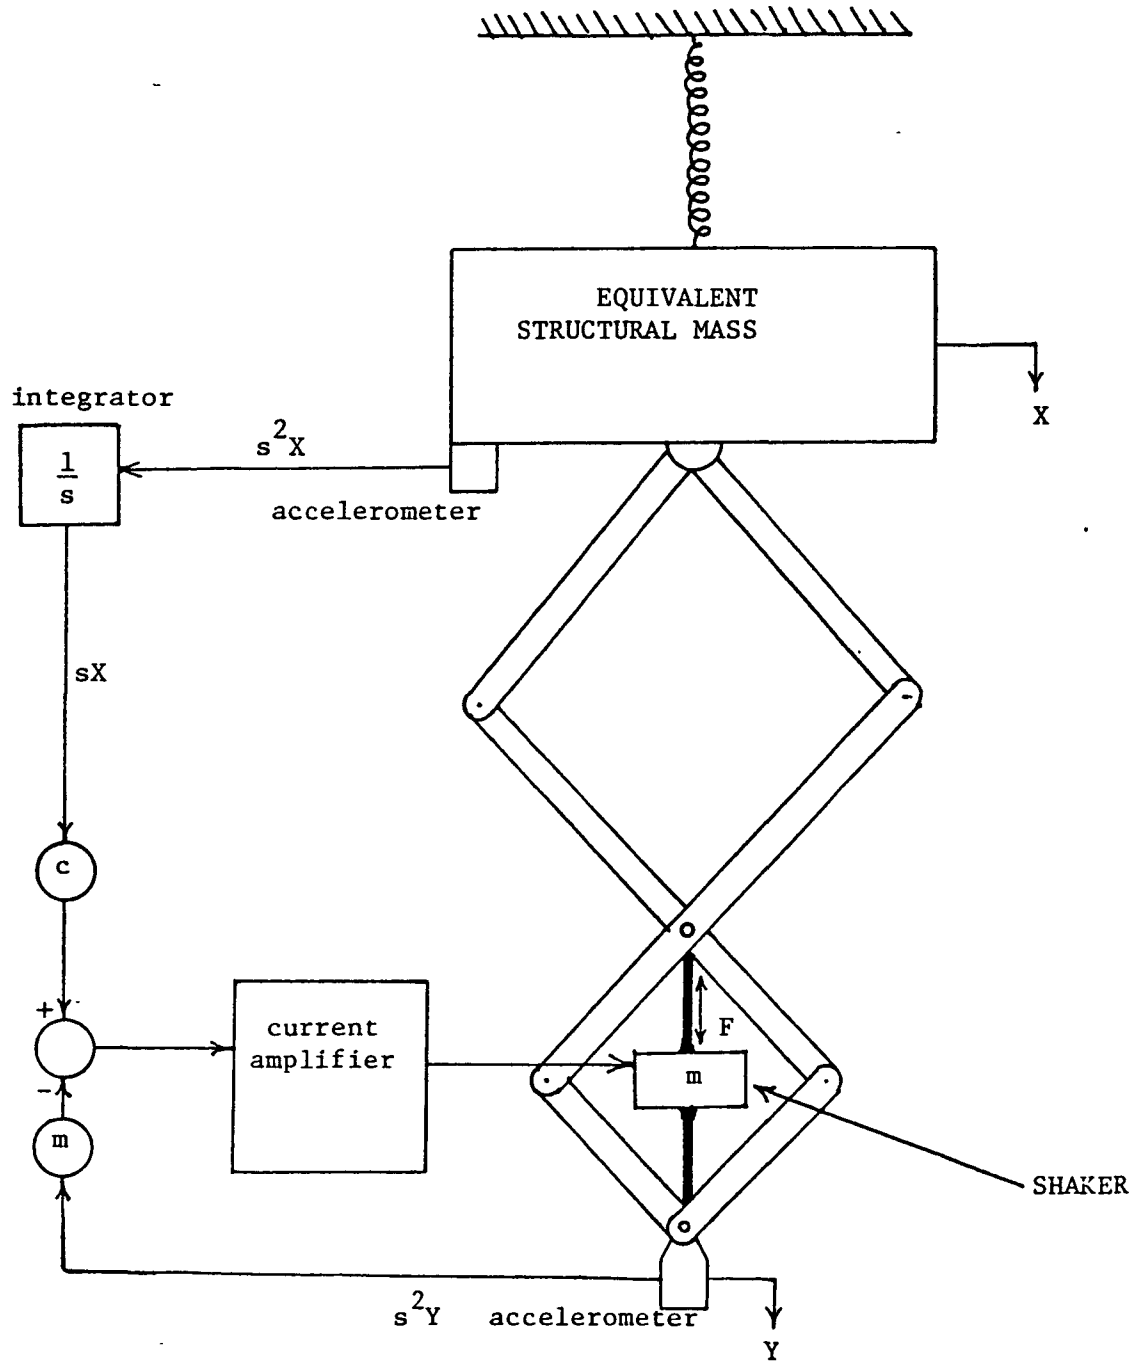 EQUIVALENT
STRUCTURAL MASS
X
integrator
1
s
s²X
accelerometer
sX
c
+
-
current
amplifier
F
m
m
SHAKER
s²Y
accelerometer
Y